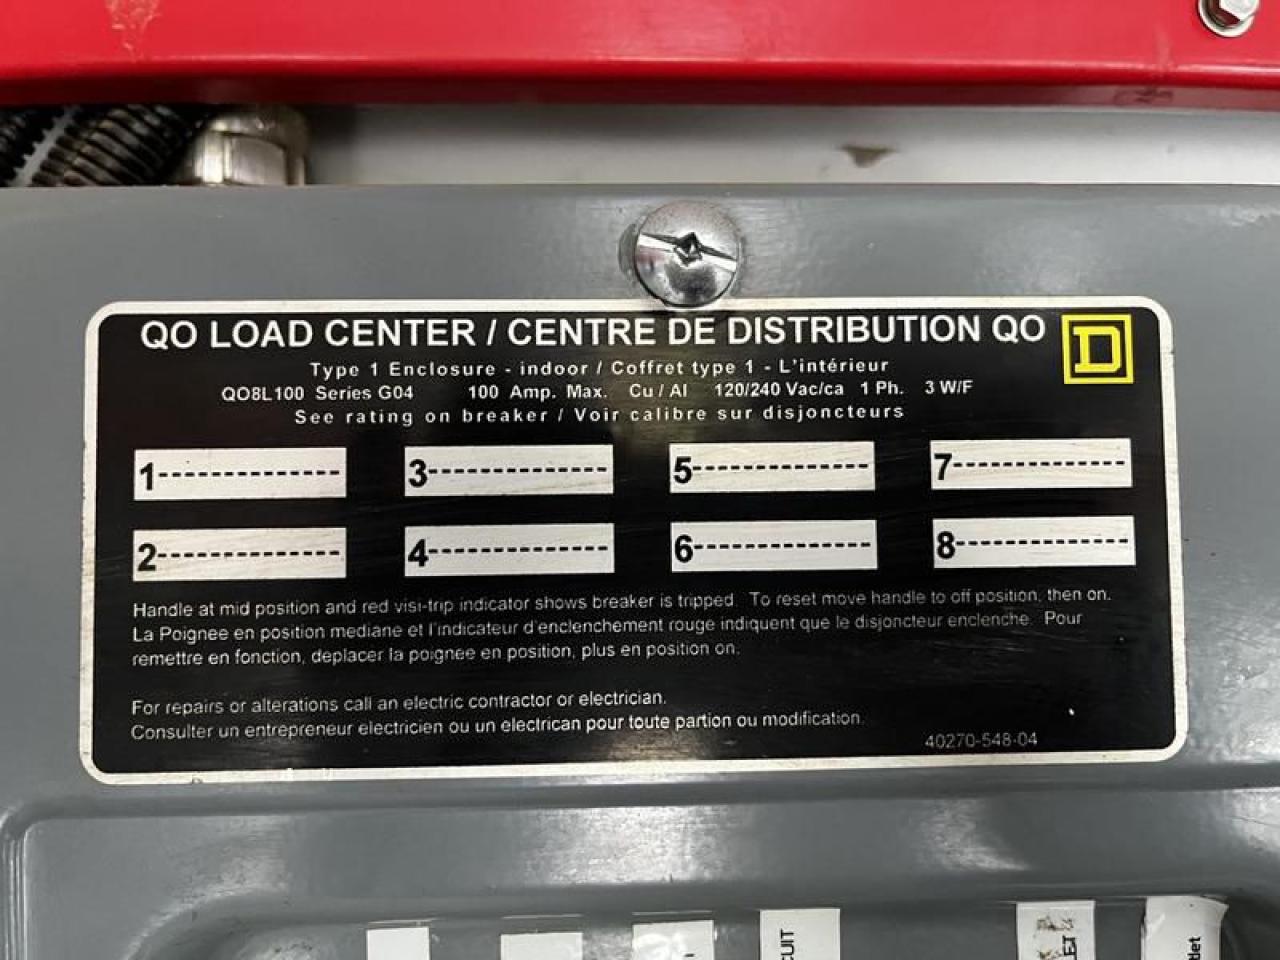 QO LOAD CENTER / CENTRE DE DISTRIBUTION QO
D
Type 1 Enclosure - indoor / Coffret type 1 - L'intérieur
QO8L100 Series G04 100 Amp. Max. Cu / Al 120/240 Vac/ca 1 Ph. 3 W/F
See rating on breaker / Voir calibre sur disjoncteurs
1 3 5 7
2 4 6 8
Handle at mid position and red visi-trip indicator shows breaker is tripped. To reset move handle to off position, then on.
La Poignee en position mediane et l'indicateur d'enclenchement rouge indiquent que le disjoncteur enclenche. Pour
remettre en fonction, deplacer la poignee en position, plus en position on.
For repairs or alterations call an electric contractor or electrician.
Consulter un entrepreneur electricien ou un electrican pour toute partion ou modification.
40270-548-04